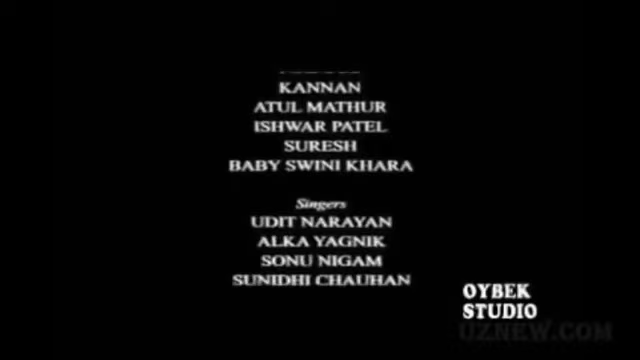 KANNAN
ATUL MATHUR
ISHWAR PATEL
SURESH
BABY SWINI KHARA
Singers
UDIT NARAYAN
ALKA YAGNIK
SONU NIGAM
SUNIDHI CHAUHAN
OYBEK
STUDIO
UZNEW.COM